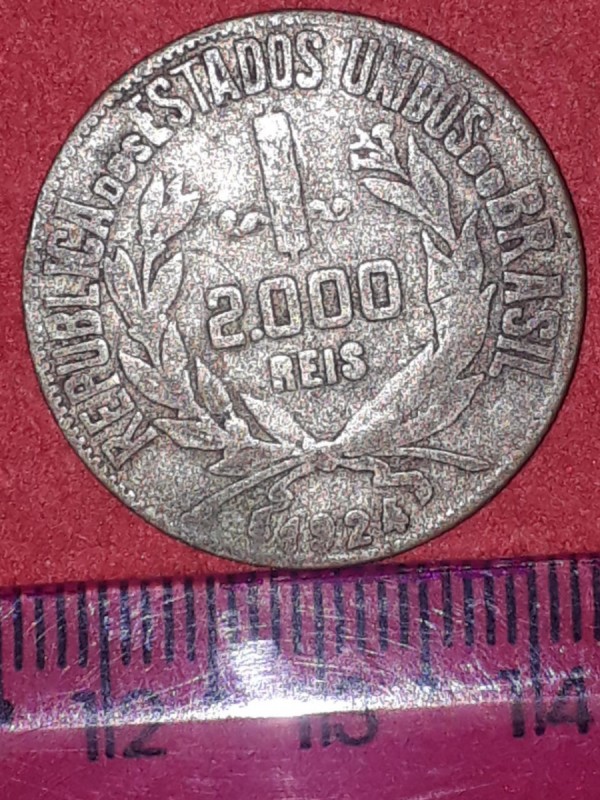 REPUBLICA DOS ESTADOS UNIDOS DO BRASIL
2.000
REIS
1924
12 13 14